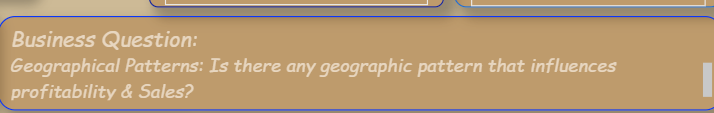 Business Question:
Geographical Patterns: Is there any geographic pattern that influences
profitability & Sales?